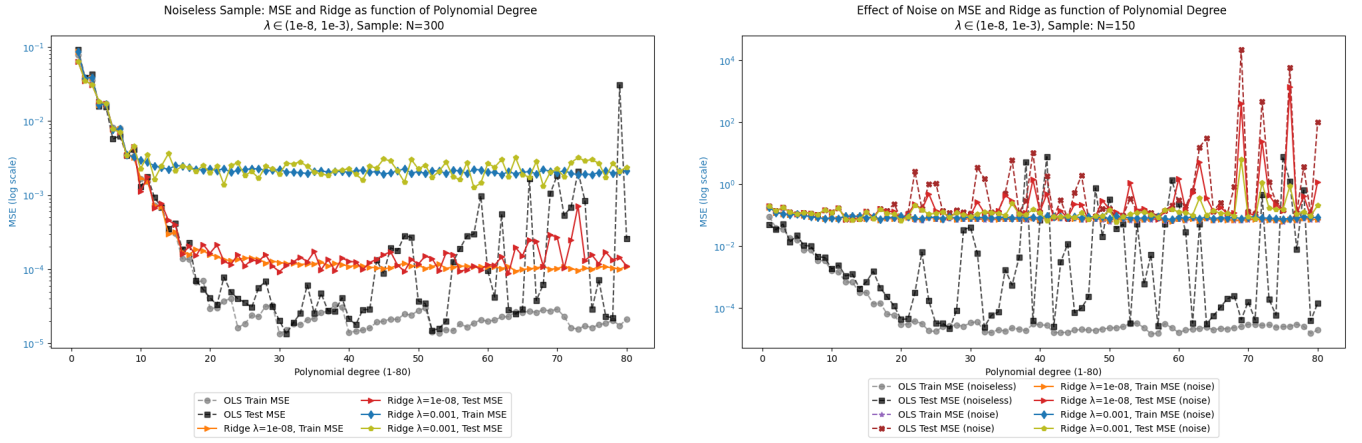 Noiseless Sample: MSE and Ridge as function of Polynomial Degree
λ ∈ (1e-8, 1e-3), Sample: N=300
MSE (log scale)
10⁻¹
10⁻²
10⁻³
10⁻⁴
10⁻⁵
0 10 20 30 40 50 60 70 80
Polynomial degree (1-80)
OLS Train MSE
OLS Test MSE
Ridge λ=1e-08, Train MSE
Ridge λ=1e-08, Test MSE
Ridge λ=0.001, Train MSE
Ridge λ=0.001, Test MSE
Effect of Noise on MSE and Ridge as function of Polynomial Degree
λ ∈ (1e-8, 1e-3), Sample: N=150
MSE (log scale)
10⁴
10²
10⁰
10⁻²
10⁻⁴
0 10 20 30 40 50 60 70 80
Polynomial degree (1-80)
OLS Train MSE (noiseless)
OLS Test MSE (noiseless)
OLS Train MSE (noise)
OLS Test MSE (noise)
Ridge λ=1e-08, Train MSE (noise)
Ridge λ=1e-08, Test MSE (noise)
Ridge λ=0.001, Train MSE (noise)
Ridge λ=0.001, Test MSE (noise)